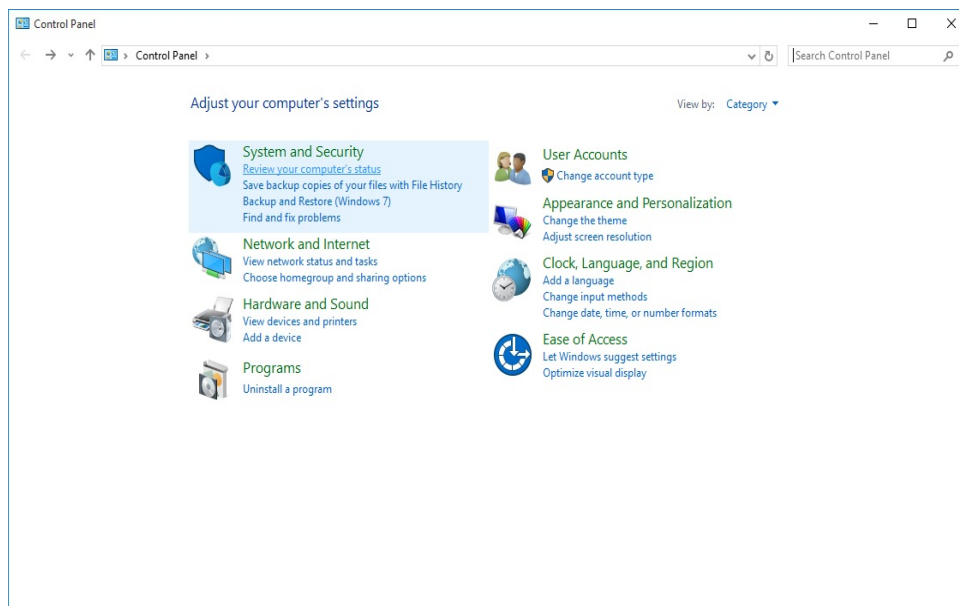 Control Panel
Control Panel
Search Control Panel
Adjust your computer's settings
View by: Category
System and Security
Review your computer's status
Save backup copies of your files with File History
Backup and Restore (Windows 7)
Find and fix problems
Network and Internet
View network status and tasks
Choose homegroup and sharing options
Hardware and Sound
View devices and printers
Add a device
Programs
Uninstall a program
User Accounts
Change account type
Appearance and Personalization
Change the theme
Adjust screen resolution
Clock, Language, and Region
Add a language
Change input methods
Change date, time, or number formats
Ease of Access
Let Windows suggest settings
Optimize visual display